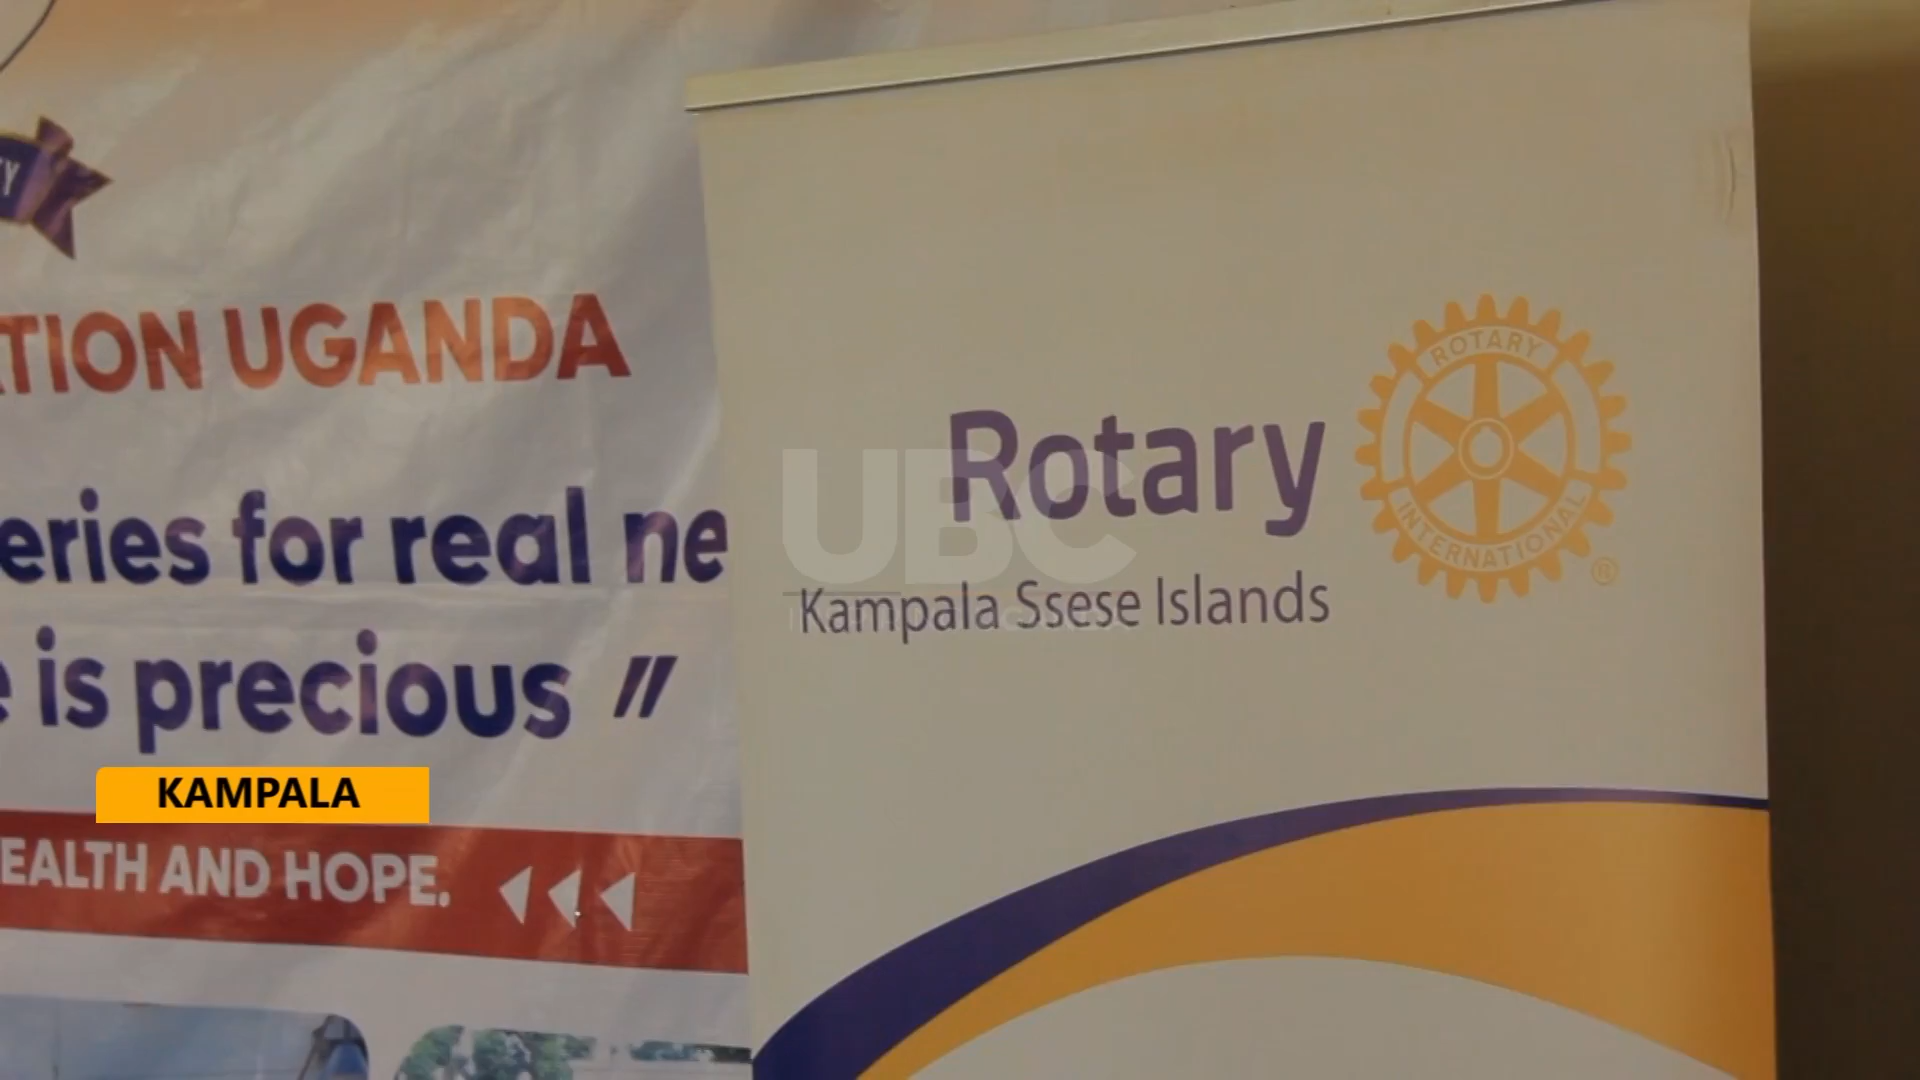 TION UGANDA
eries for real ne
is precious "
KAMPALA
EALTH AND HOPE.
Rotary
Kampala Ssese Islands
ROTARY
INTERNATIONAL
®
UBC